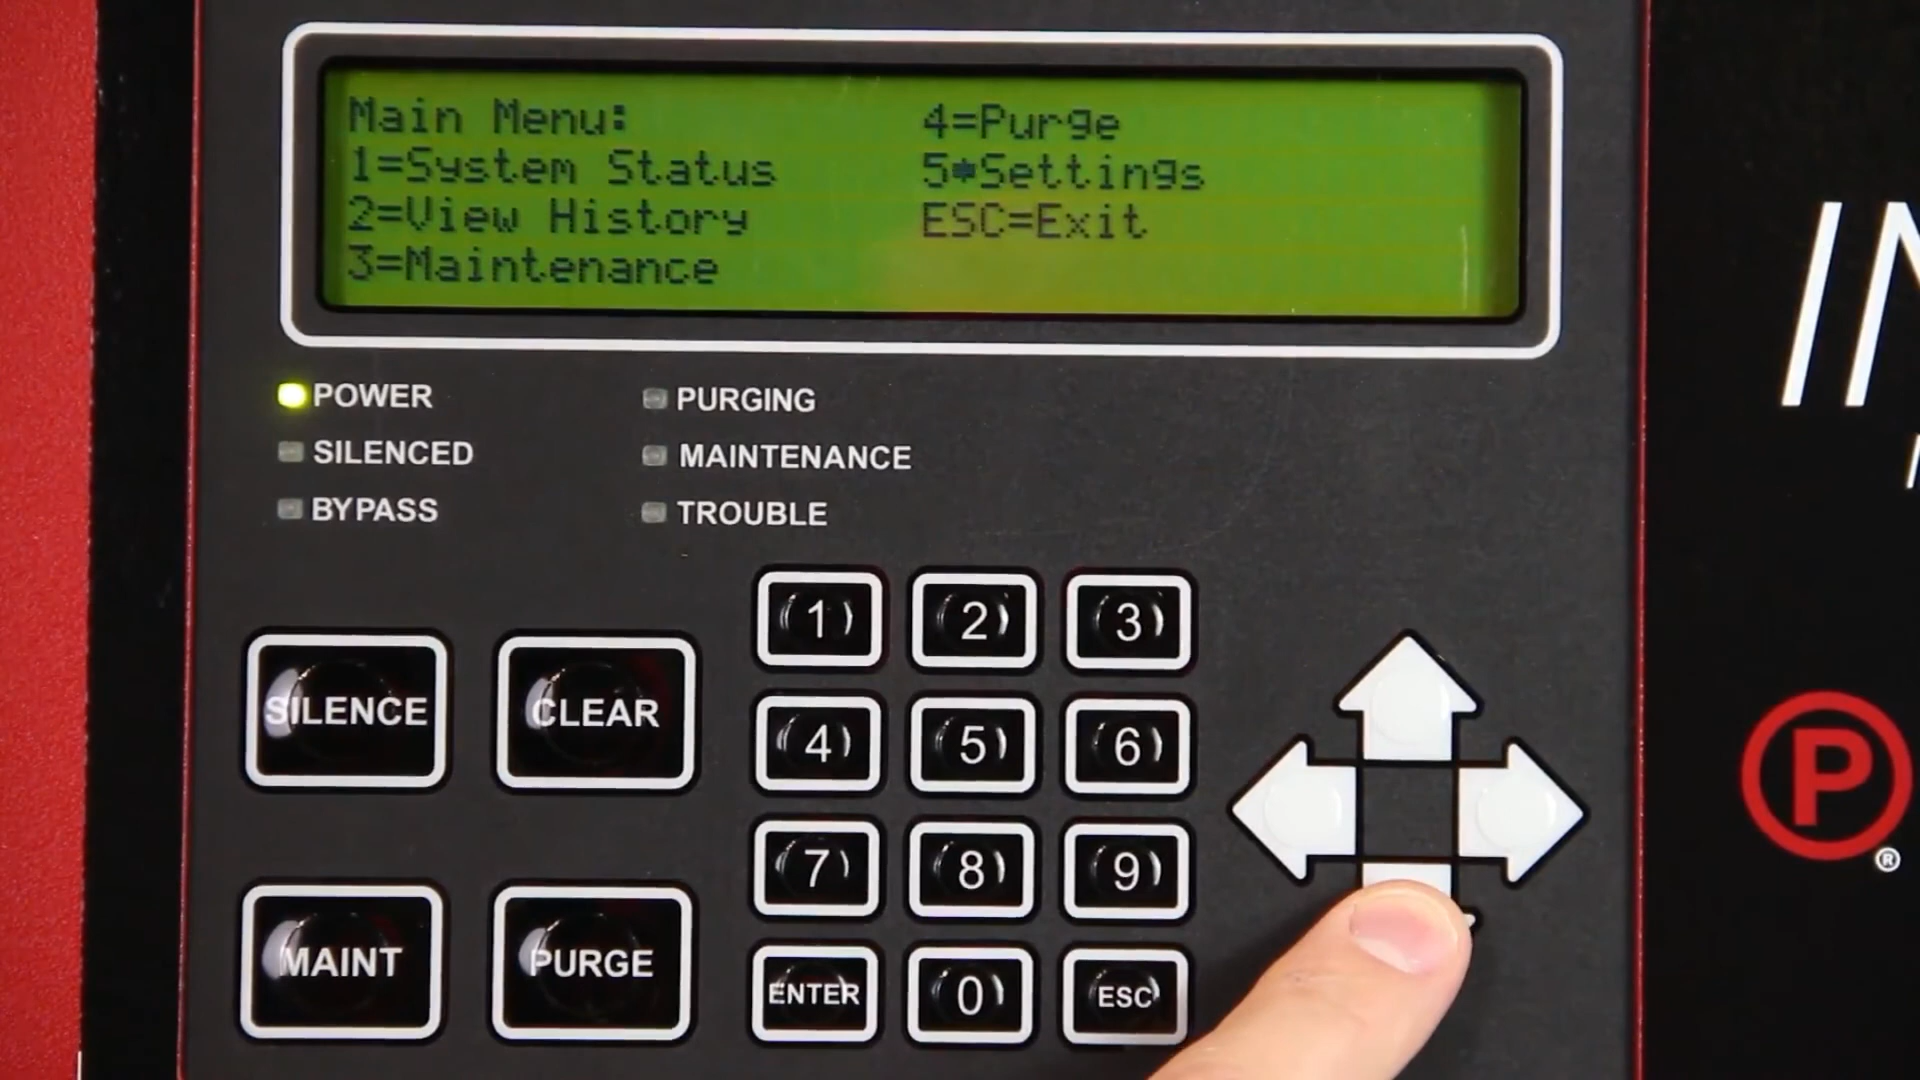 Main Menu:
1=System Status
2=View History
3=Maintenance
4=Purge
5*Settings
ESC=Exit
POWER
SILENCED
BYPASS
PURGING
MAINTENANCE
TROUBLE
SILENCE
CLEAR
MAINT
PURGE
1 2 3
4 5 6
7 8 9
ENTER 0 ESC
P
®